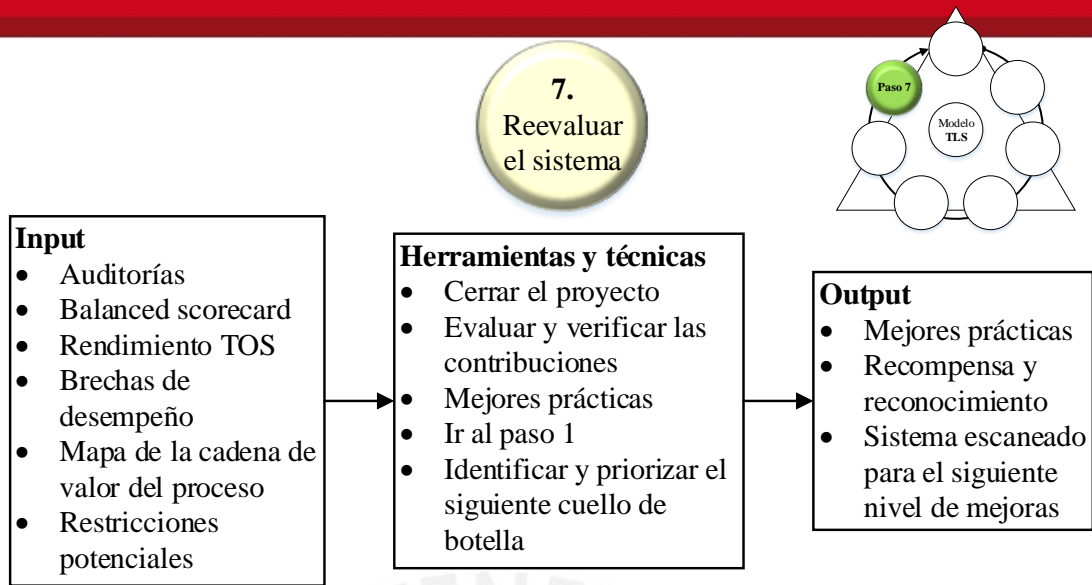 7.
Reevaluar
el sistema
Paso 7
Modelo
TLS
Input
• Auditorías
• Balanced scorecard
• Rendimiento TOS
• Brechas de
desempeño
• Mapa de la cadena de
valor del proceso
• Restricciones
potenciales
Herramientas y técnicas
• Cerrar el proyecto
• Evaluar y verificar las
contribuciones
• Mejores prácticas
• Ir al paso 1
• Identificar y priorizar el
siguiente cuello de
botella
Output
• Mejores prácticas
• Recompensa y
reconocimiento
• Sistema escaneado
para el siguiente
nivel de mejoras